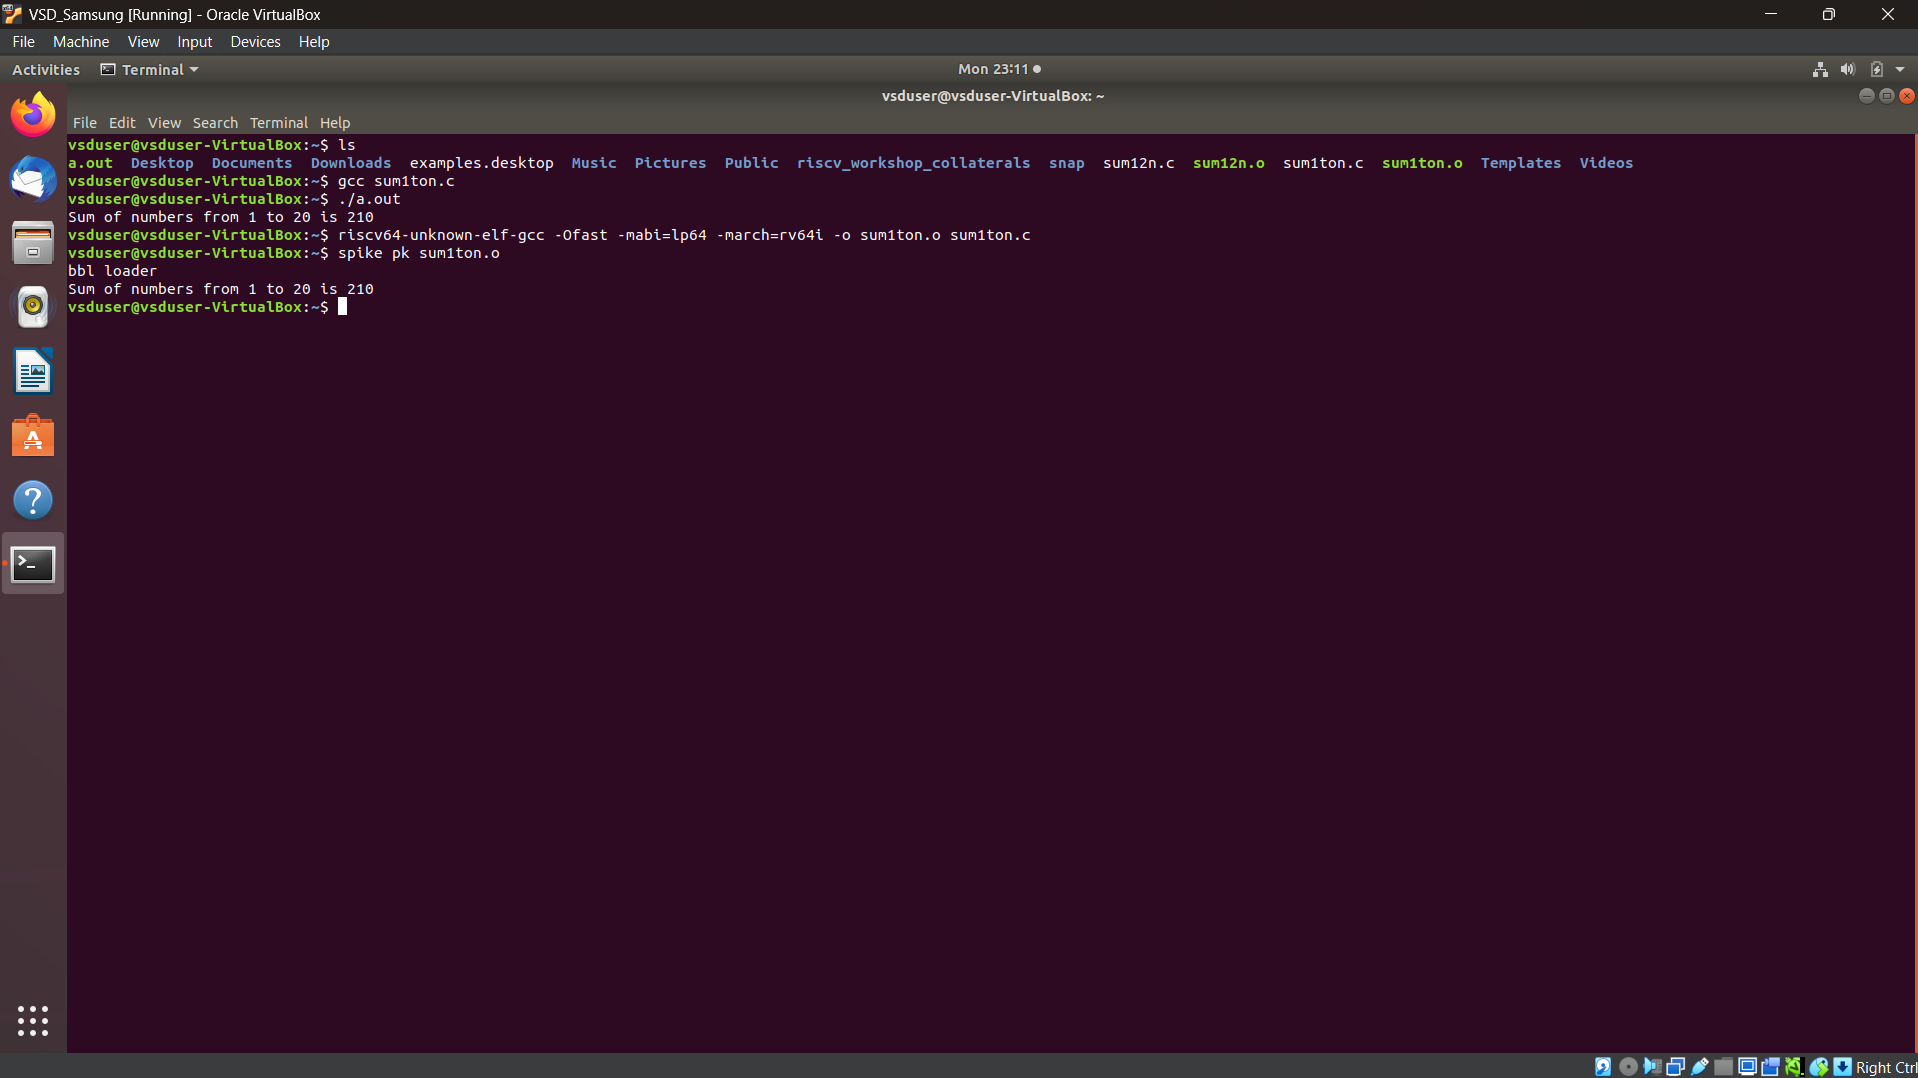 VSD_Samsung [Running] - Oracle VirtualBox
File Machine View Input Devices Help
Activities Terminal Mon 23:11
vsduser@vsduser-VirtualBox: ~
File Edit View Search Terminal Help
vsduser@vsduser-VirtualBox:~$ ls
a.out Desktop Documents Downloads examples.desktop Music Pictures Public riscv_workshop_collaterals snap sum12n.c sum12n.o sum1ton.c sum1ton.o Templates Videos
vsduser@vsduser-VirtualBox:~$ gcc sum1ton.c
vsduser@vsduser-VirtualBox:~$ ./a.out
Sum of numbers from 1 to 20 is 210
vsduser@vsduser-VirtualBox:~$ riscv64-unknown-elf-gcc -Ofast -mabi=lp64 -march=rv64i -o sum1ton.o sum1ton.c
vsduser@vsduser-VirtualBox:~$ spike pk sum1ton.o
bbl loader
Sum of numbers from 1 to 20 is 210
vsduser@vsduser-VirtualBox:~$
Right Ctrl